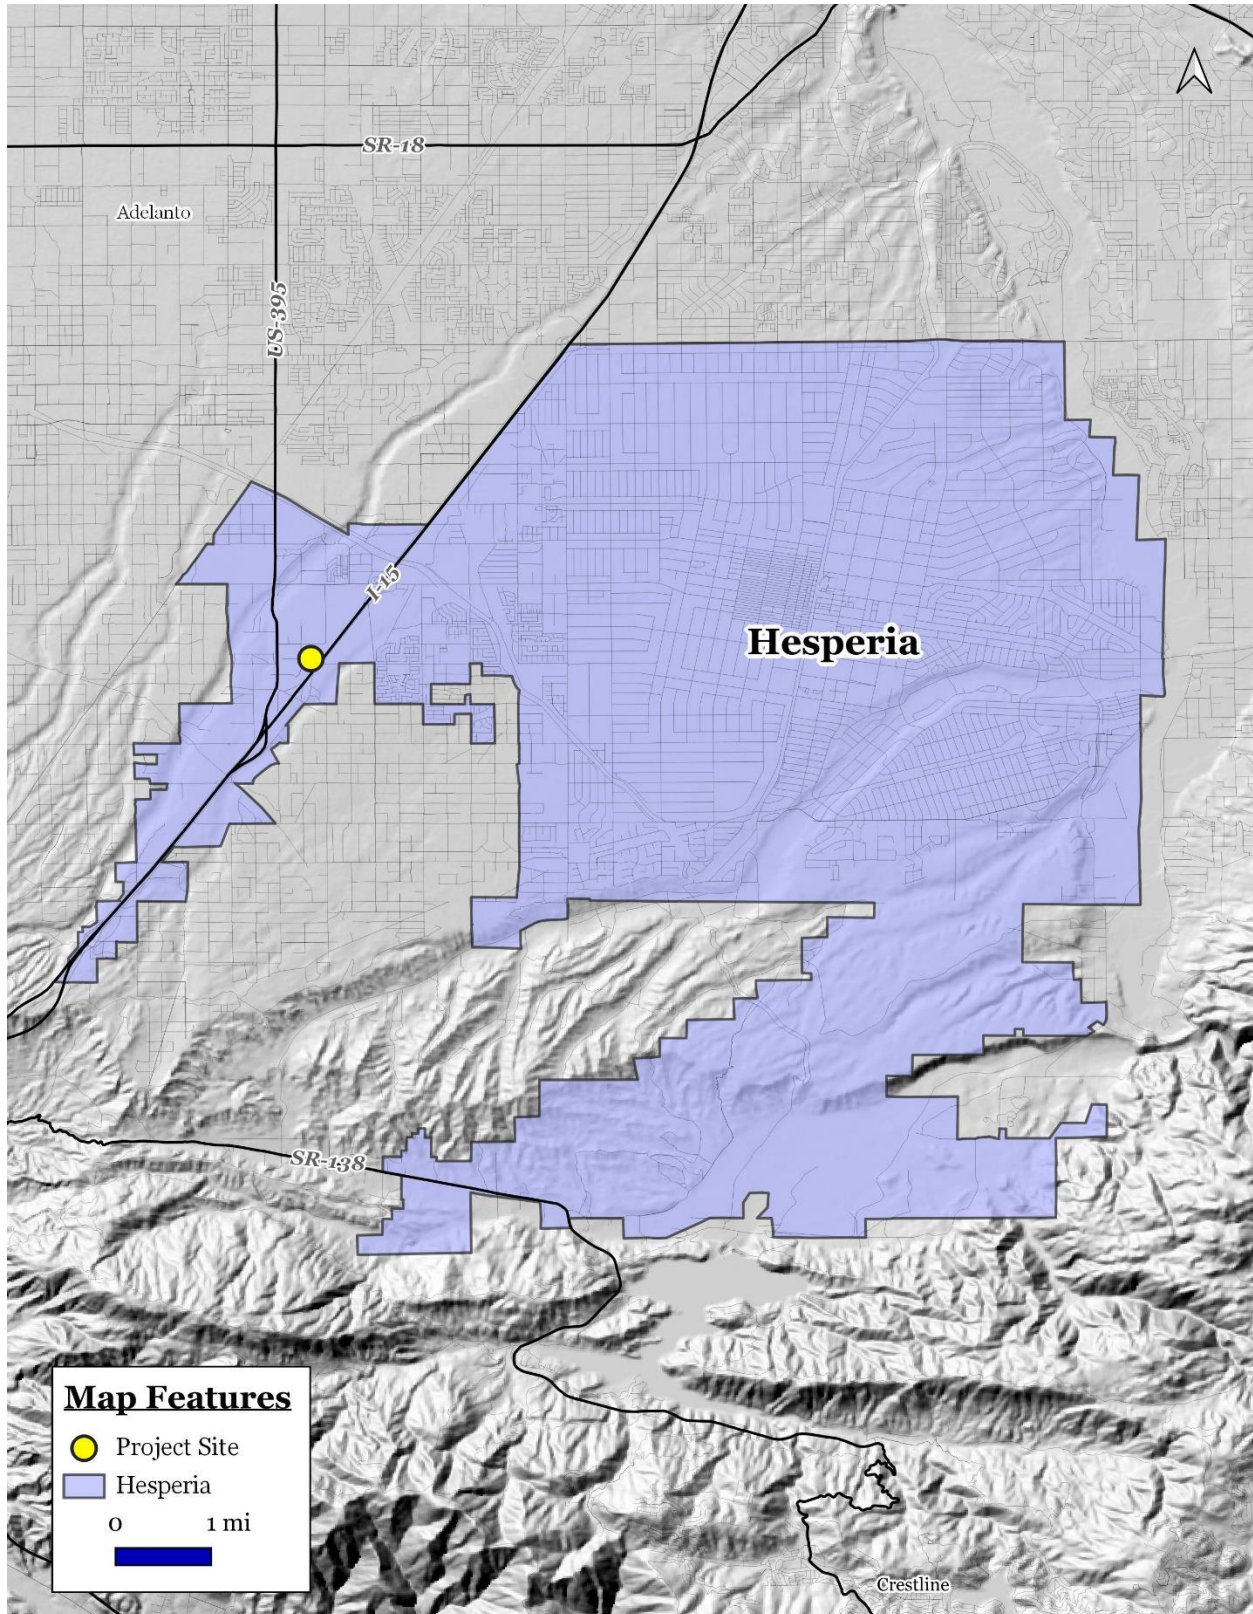 SR-18
Adelanto
US-395
I-15
Hesperia
SR-138
Map Features
Project Site
Hesperia
0 1 mi
Crestline